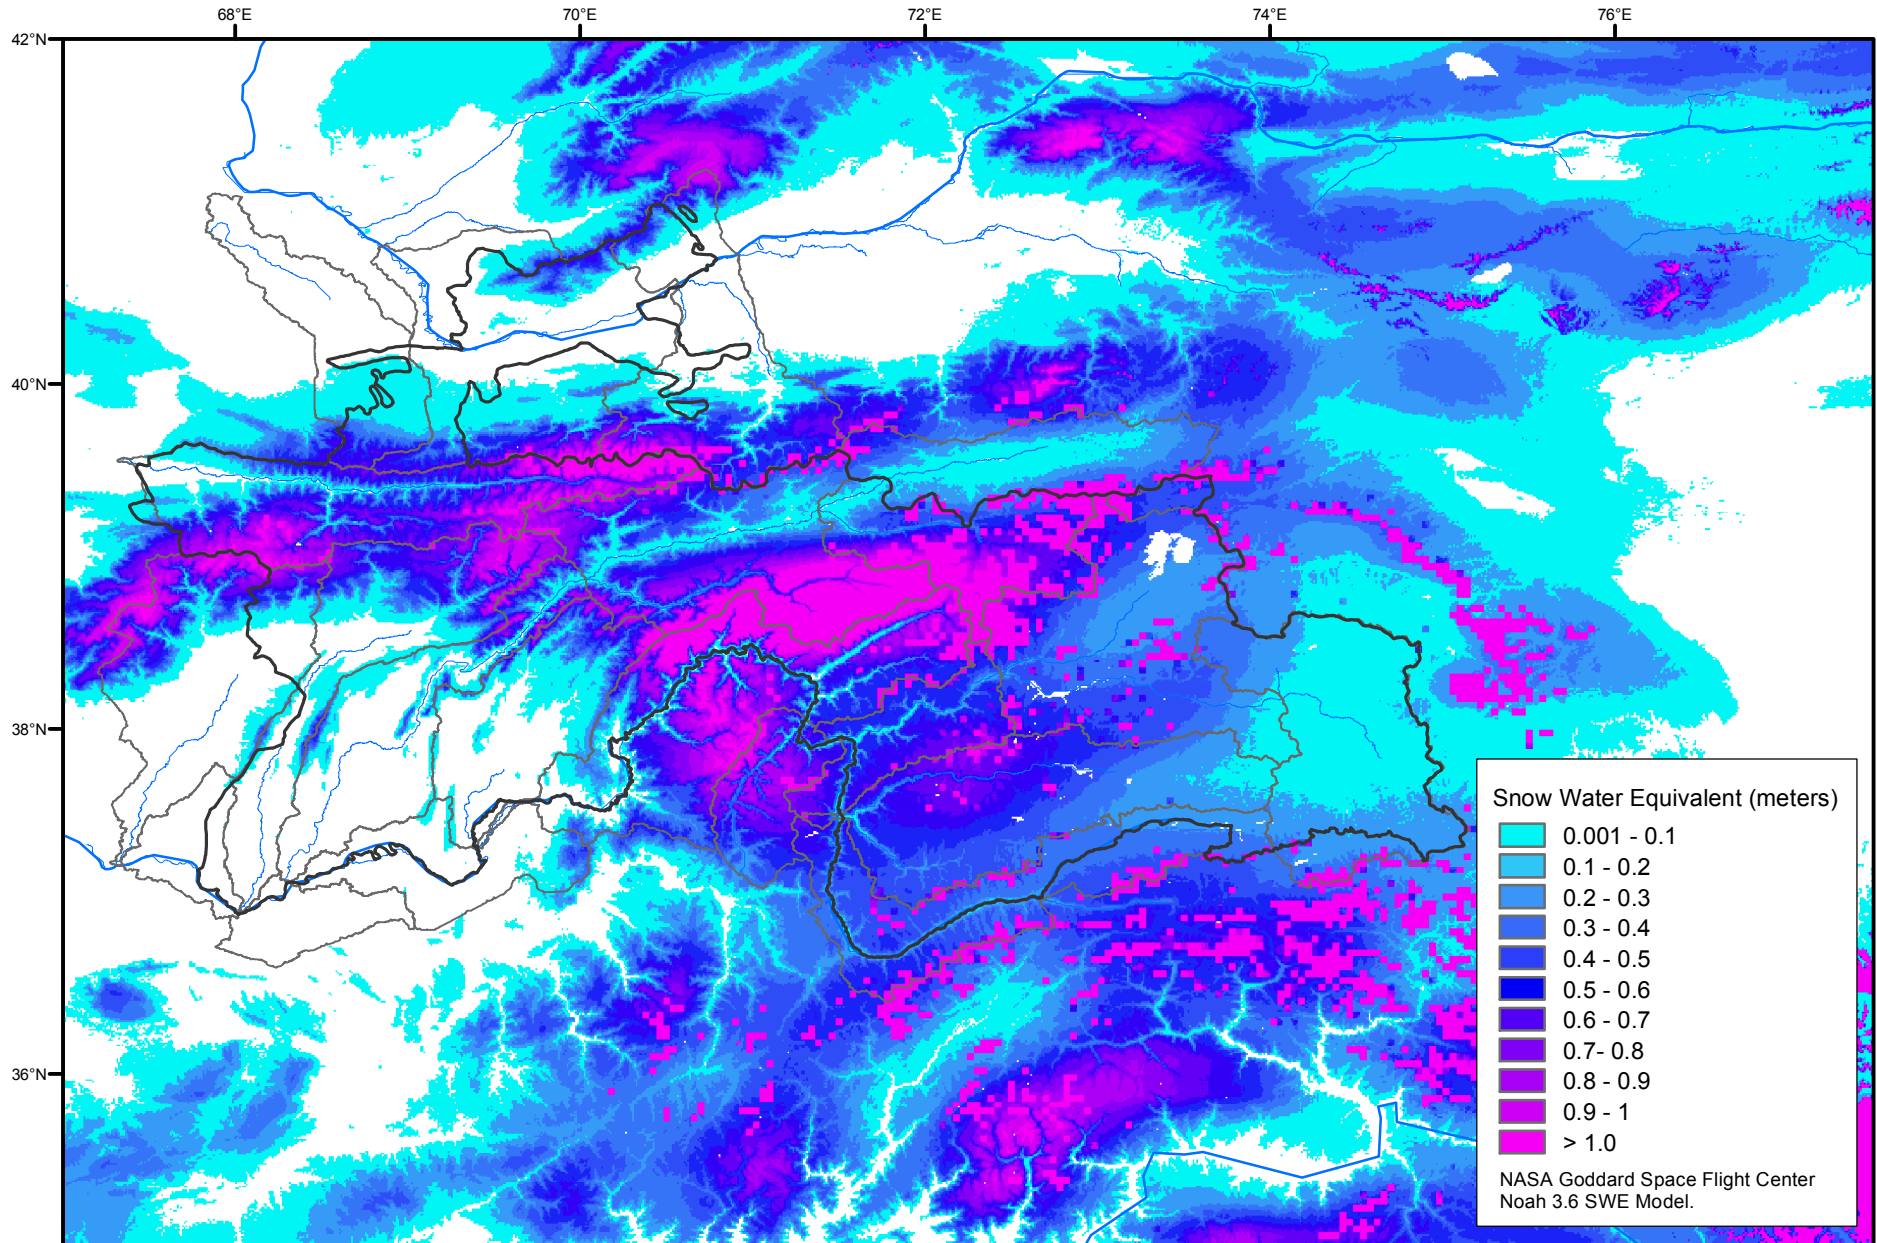 68°E 70°E 72°E 74°E 76°E
42°N
40°N
38°N
36°N
Snow Water Equivalent (meters)
0.001 - 0.1
0.1 - 0.2
0.2 - 0.3
0.3 - 0.4
0.4 - 0.5
0.5 - 0.6
0.6 - 0.7
0.7- 0.8
0.8 - 0.9
0.9 - 1
> 1.0
NASA Goddard Space Flight Center
Noah 3.6 SWE Model.